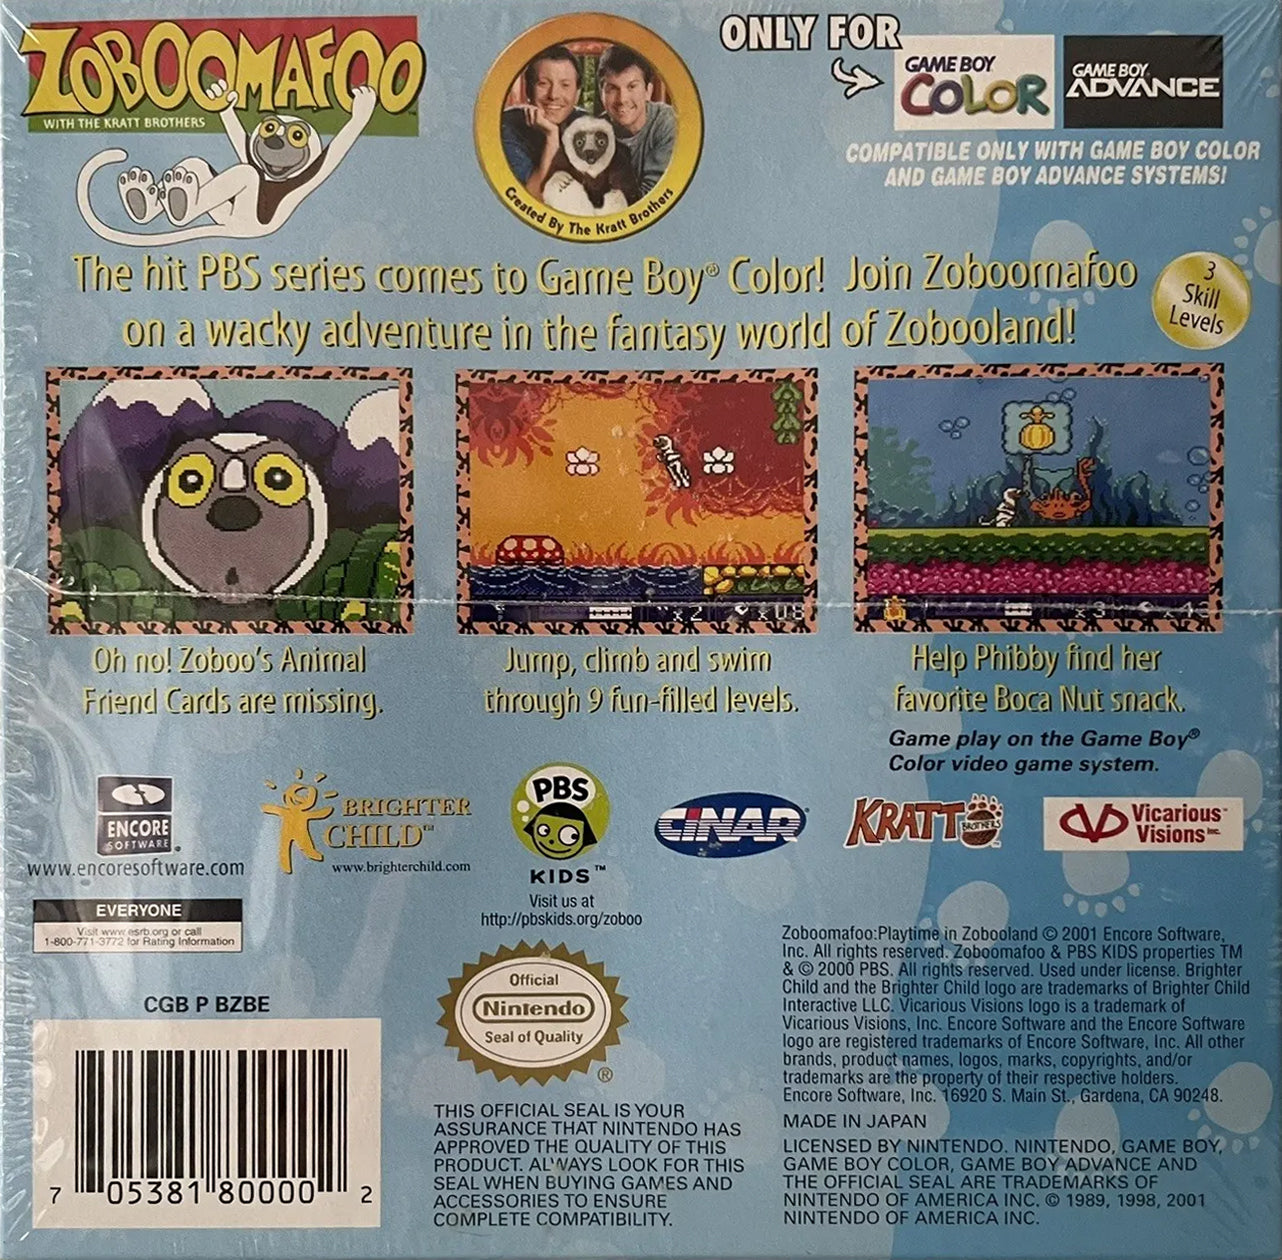 ZOBOOMAFOO
WITH THE KRATT BROTHERS
Created By The Kratt Brothers
ONLY FOR
GAME BOY
COLOR
GAME BOY
ADVANCE
COMPATIBLE ONLY WITH GAME BOY COLOR
AND GAME BOY ADVANCE SYSTEMS!
The hit PBS series comes to Game Boy® Color! Join Zoboomafoo
on a wacky adventure in the fantasy world of Zobooland!
3
Skill
Levels
x2
x08
x3
x43
Oh no! Zoboo's Animal
Friend Cards are missing.
Jump, climb and swim
through 9 fun-filled levels.
Help Phibby find her
favorite Boca Nut snack.
Game play on the Game Boy®
Color video game system.
ENCORE
SOFTWARE
www.encoresoftware.com
BRIGHTER
CHILD™
www.brighterchild.com
PBS
KIDS™
Visit us at
http://pbskids.org/zoboo
CINAR®
KRATT
BROTHERS
Vicarious™
Visions Inc.
EVERYONE
Visit www.esrb.org or call
1-800-771-3772 for Rating Information
CGB P BZBE
7 05381 80000 2
Official
Nintendo
Seal of Quality
®
THIS OFFICIAL SEAL IS YOUR
ASSURANCE THAT NINTENDO HAS
APPROVED THE QUALITY OF THIS
PRODUCT. ALWAYS LOOK FOR THIS
SEAL WHEN BUYING GAMES AND
ACCESSORIES TO ENSURE
COMPLETE COMPATIBILITY.
Zoboomafoo:Playtime in Zobooland © 2001 Encore Software,
Inc. All rights reserved. Zoboomafoo & PBS KIDS properties TM
& © 2000 PBS. All rights reserved. Used under license. Brighter
Child and the Brighter Child logo are trademarks of Brighter Child
Interactive LLC. Vicarious Visions logo is a trademark of
Vicarious Visions, Inc. Encore Software and the Encore Software
logo are registered trademarks of Encore Software, Inc. All other
brands, product names, logos, marks, copyrights, and/or
trademarks are the property of their respective holders.
Encore Software, Inc. 16920 S. Main St., Gardena, CA 90248.
MADE IN JAPAN
LICENSED BY NINTENDO. NINTENDO, GAME BOY,
GAME BOY COLOR, GAME BOY ADVANCE AND
THE OFFICIAL SEAL ARE TRADEMARKS OF
NINTENDO OF AMERICA INC. © 1989, 1998, 2001
NINTENDO OF AMERICA INC.